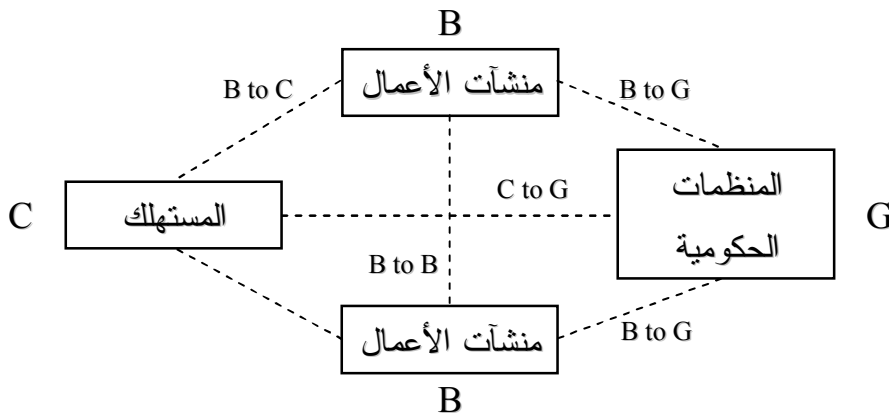 B
منشآت الأعمال
B to C
B to G
المنظمات
الحكومية
C
المستهلك
C to G
G
B to B
منشآت الأعمال
B to G
B